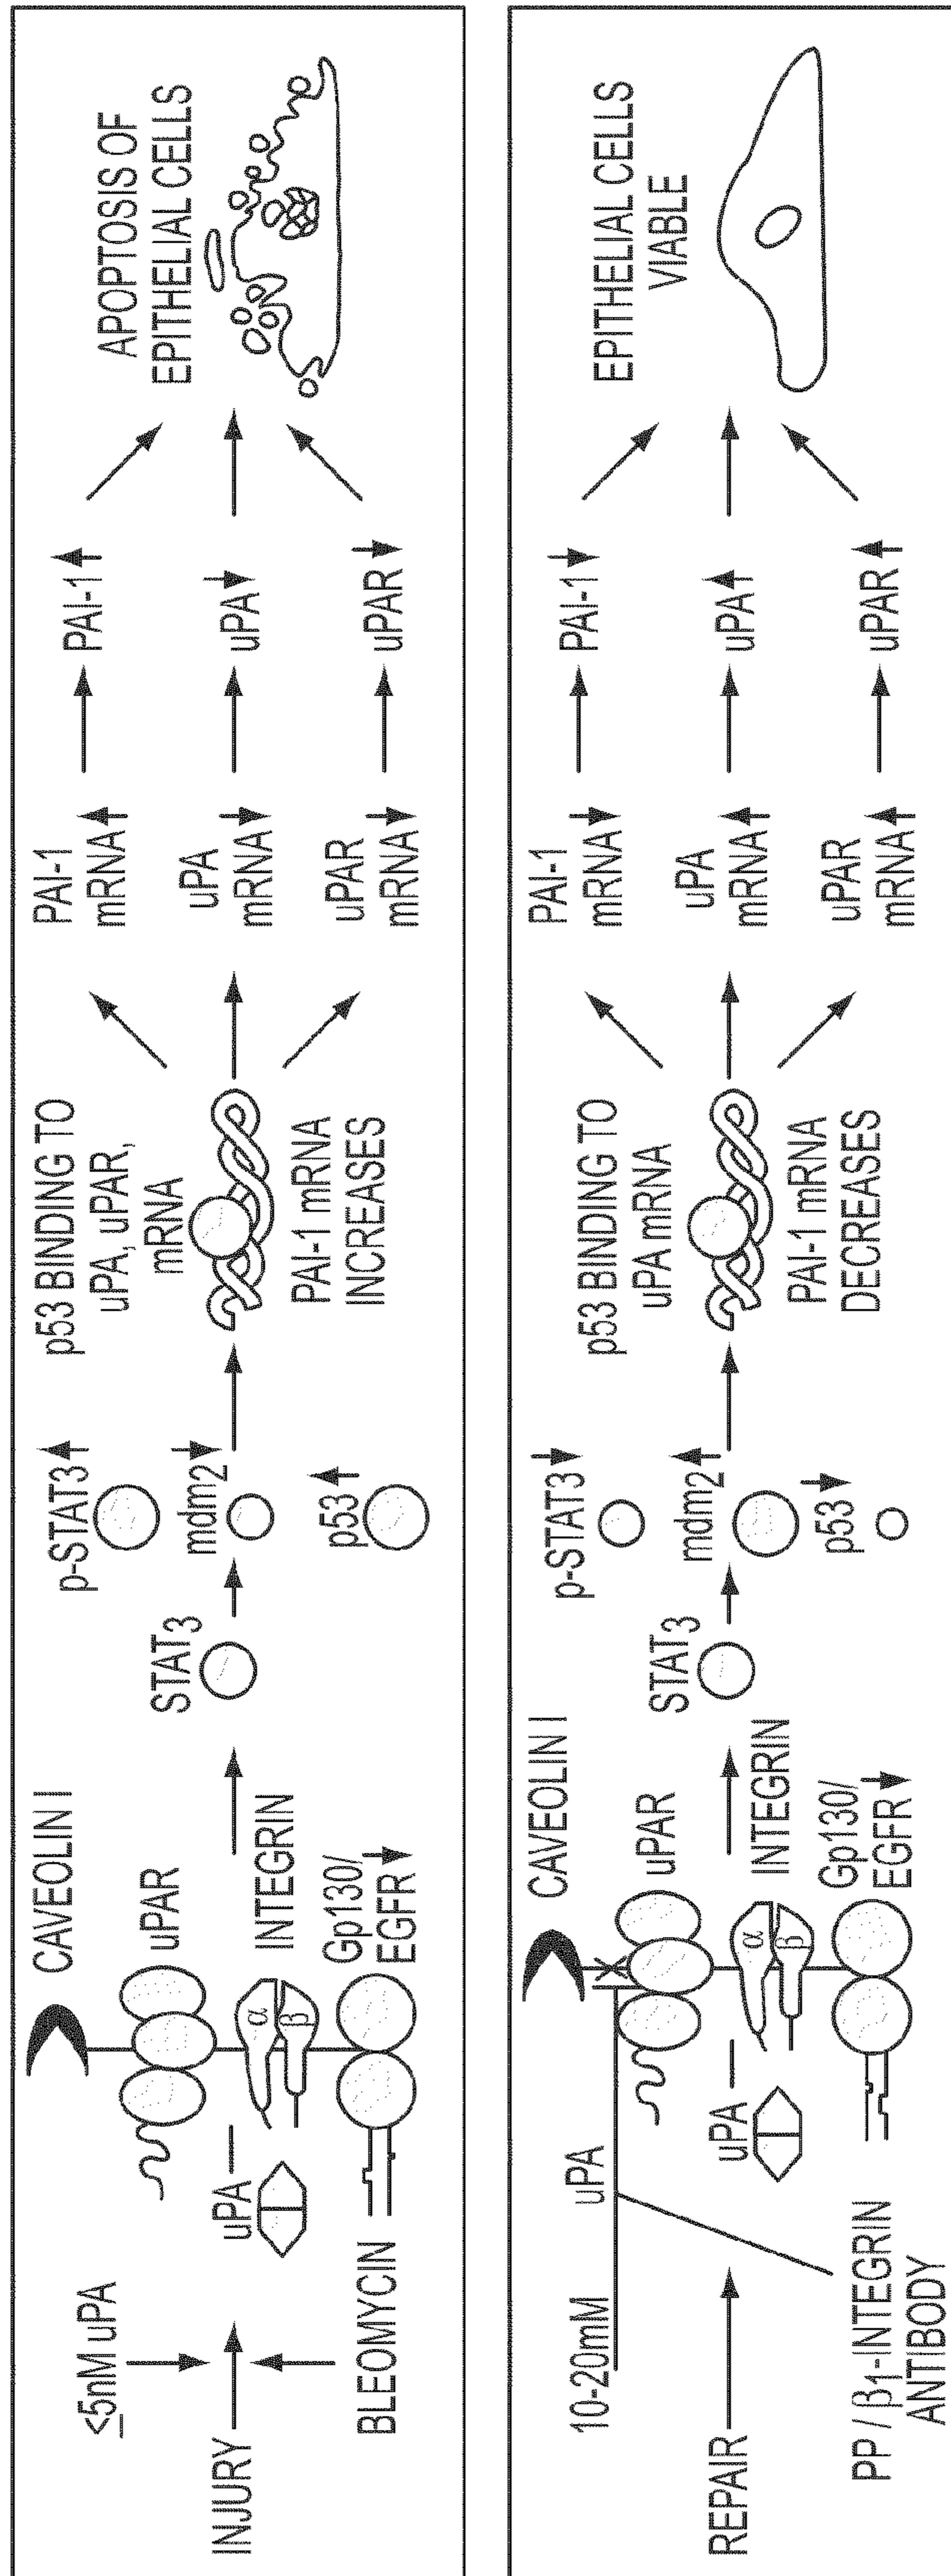 INJURY
≤5nM uPA
BLEOMYCIN
uPA
CAVEOLIN I
uPAR
α
β
INTEGRIN
Gp130/
EGFR
STAT3
p-STAT3
mdm2
p53
p53 BINDING TO
uPA, uPAR,
mRNA
PAI-1 mRNA
INCREASES
PAI-1
mRNA
uPA
mRNA
uPAR
mRNA
PAI-1
uPA
uPAR
APOPTOSIS OF
EPITHELIAL CELLS
REPAIR
10-20mM
uPA
PP / β1-INTEGRIN
ANTIBODY
uPA
CAVEOLIN I
uPAR
α
β
INTEGRIN
Gp130/
EGFR
STAT3
p-STAT3
mdm2
p53
p53 BINDING TO
uPA mRNA
PAI-1 mRNA
DECREASES
PAI-1
mRNA
uPA
mRNA
uPAR
mRNA
PAI-1
uPA
uPAR
EPITHELIAL CELLS
VIABLE